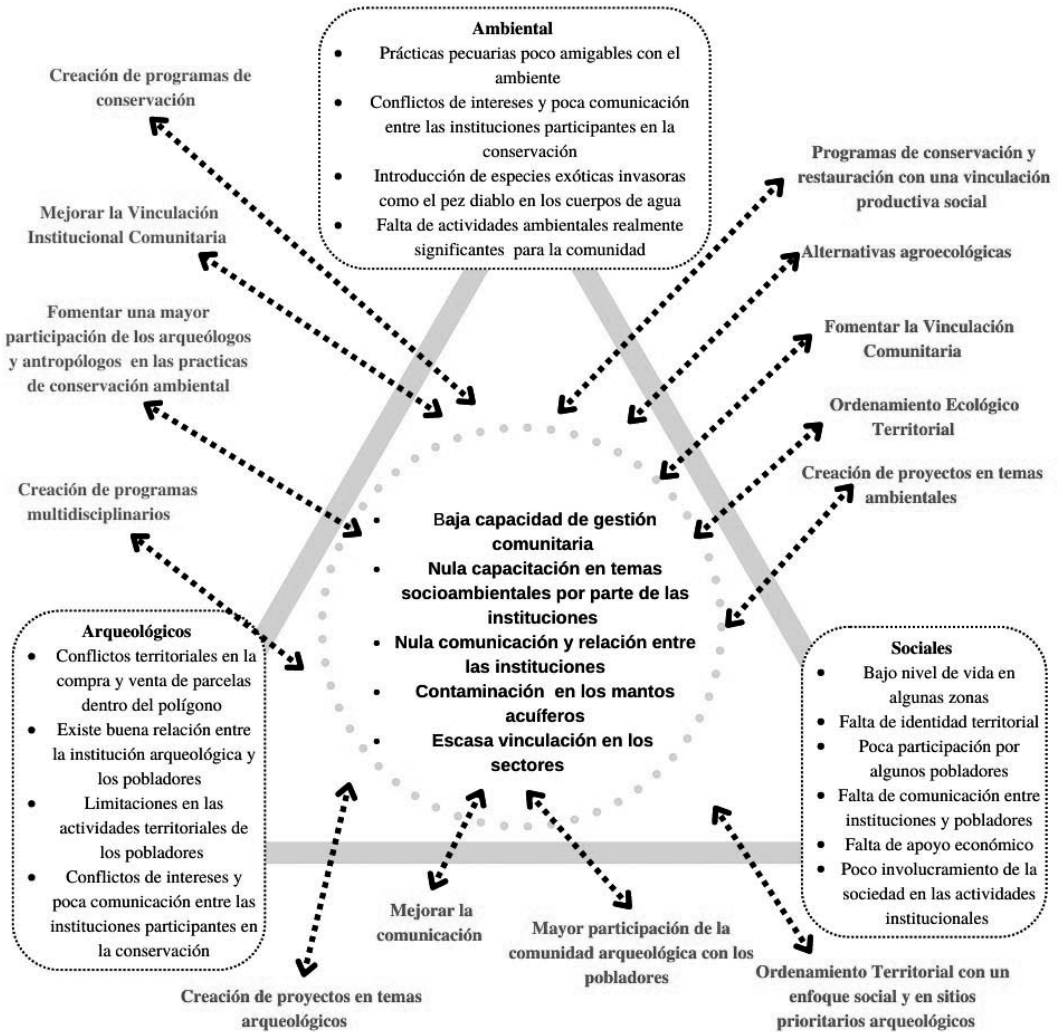 Ambiental
• Prácticas pecuarias poco amigables con el
ambiente
• Conflictos de intereses y poca comunicación
entre las instituciones participantes en la
conservación
• Introducción de especies exóticas invasoras
como el pez diablo en los cuerpos de agua
• Falta de actividades ambientales realmente
significantes para la comunidad
Creación de programas de
conservación
Mejorar la Vinculación
Institucional Comunitaria
Fomentar una mayor
participación de los arqueólogos
y antropólogos en las practicas
de conservación ambiental
Creación de programas
multidisciplinarios
Programas de conservación y
restauración con una vinculación
productiva social
Alternativas agroecológicas
Fomentar la Vinculación
Comunitaria
Ordenamiento Ecológico
Territorial
Creación de proyectos en temas
ambientales
• Baja capacidad de gestión
comunitaria
• Nula capacitación en temas
socioambientales por parte de las
instituciones
• Nula comunicación y relación entre
las instituciones
• Contaminación en los mantos
acuíferos
• Escasa vinculación en los
sectores
Arqueológicos
• Conflictos territoriales en la
compra y venta de parcelas
dentro del polígono
• Existe buena relación entre
la institución arqueológica y
los pobladores
• Limitaciones en las
actividades territoriales de
los pobladores
• Conflictos de intereses y
poca comunicación entre las
instituciones participantes en
la conservación
Sociales
• Bajo nivel de vida en
algunas zonas
• Falta de identidad territorial
• Poca participación por
algunos pobladores
• Falta de comunicación entre
instituciones y pobladores
• Falta de apoyo económico
• Poco involucramiento de la
sociedad en las actividades
institucionales
Mejorar la
comunicación
Mayor participación de la
comunidad arqueológica con los
pobladores
Creación de proyectos en temas
arqueológicos
Ordenamiento Territorial con un
enfoque social y en sitios
prioritarios arqueológicos